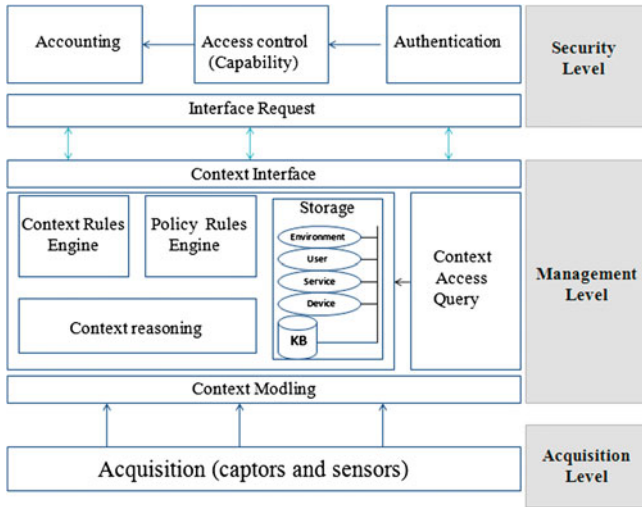 Accounting
Access control
(Capability)
Authentication
Security
Level
Interface Request
Context Interface
Context Rules
Engine
Policy Rules
Engine
Storage
Environment
User
Service
Device
KB
Context
Access
Query
Management
Level
Context reasoning
Context Modling
Acquisition (captors and sensors)
Acquisition
Level